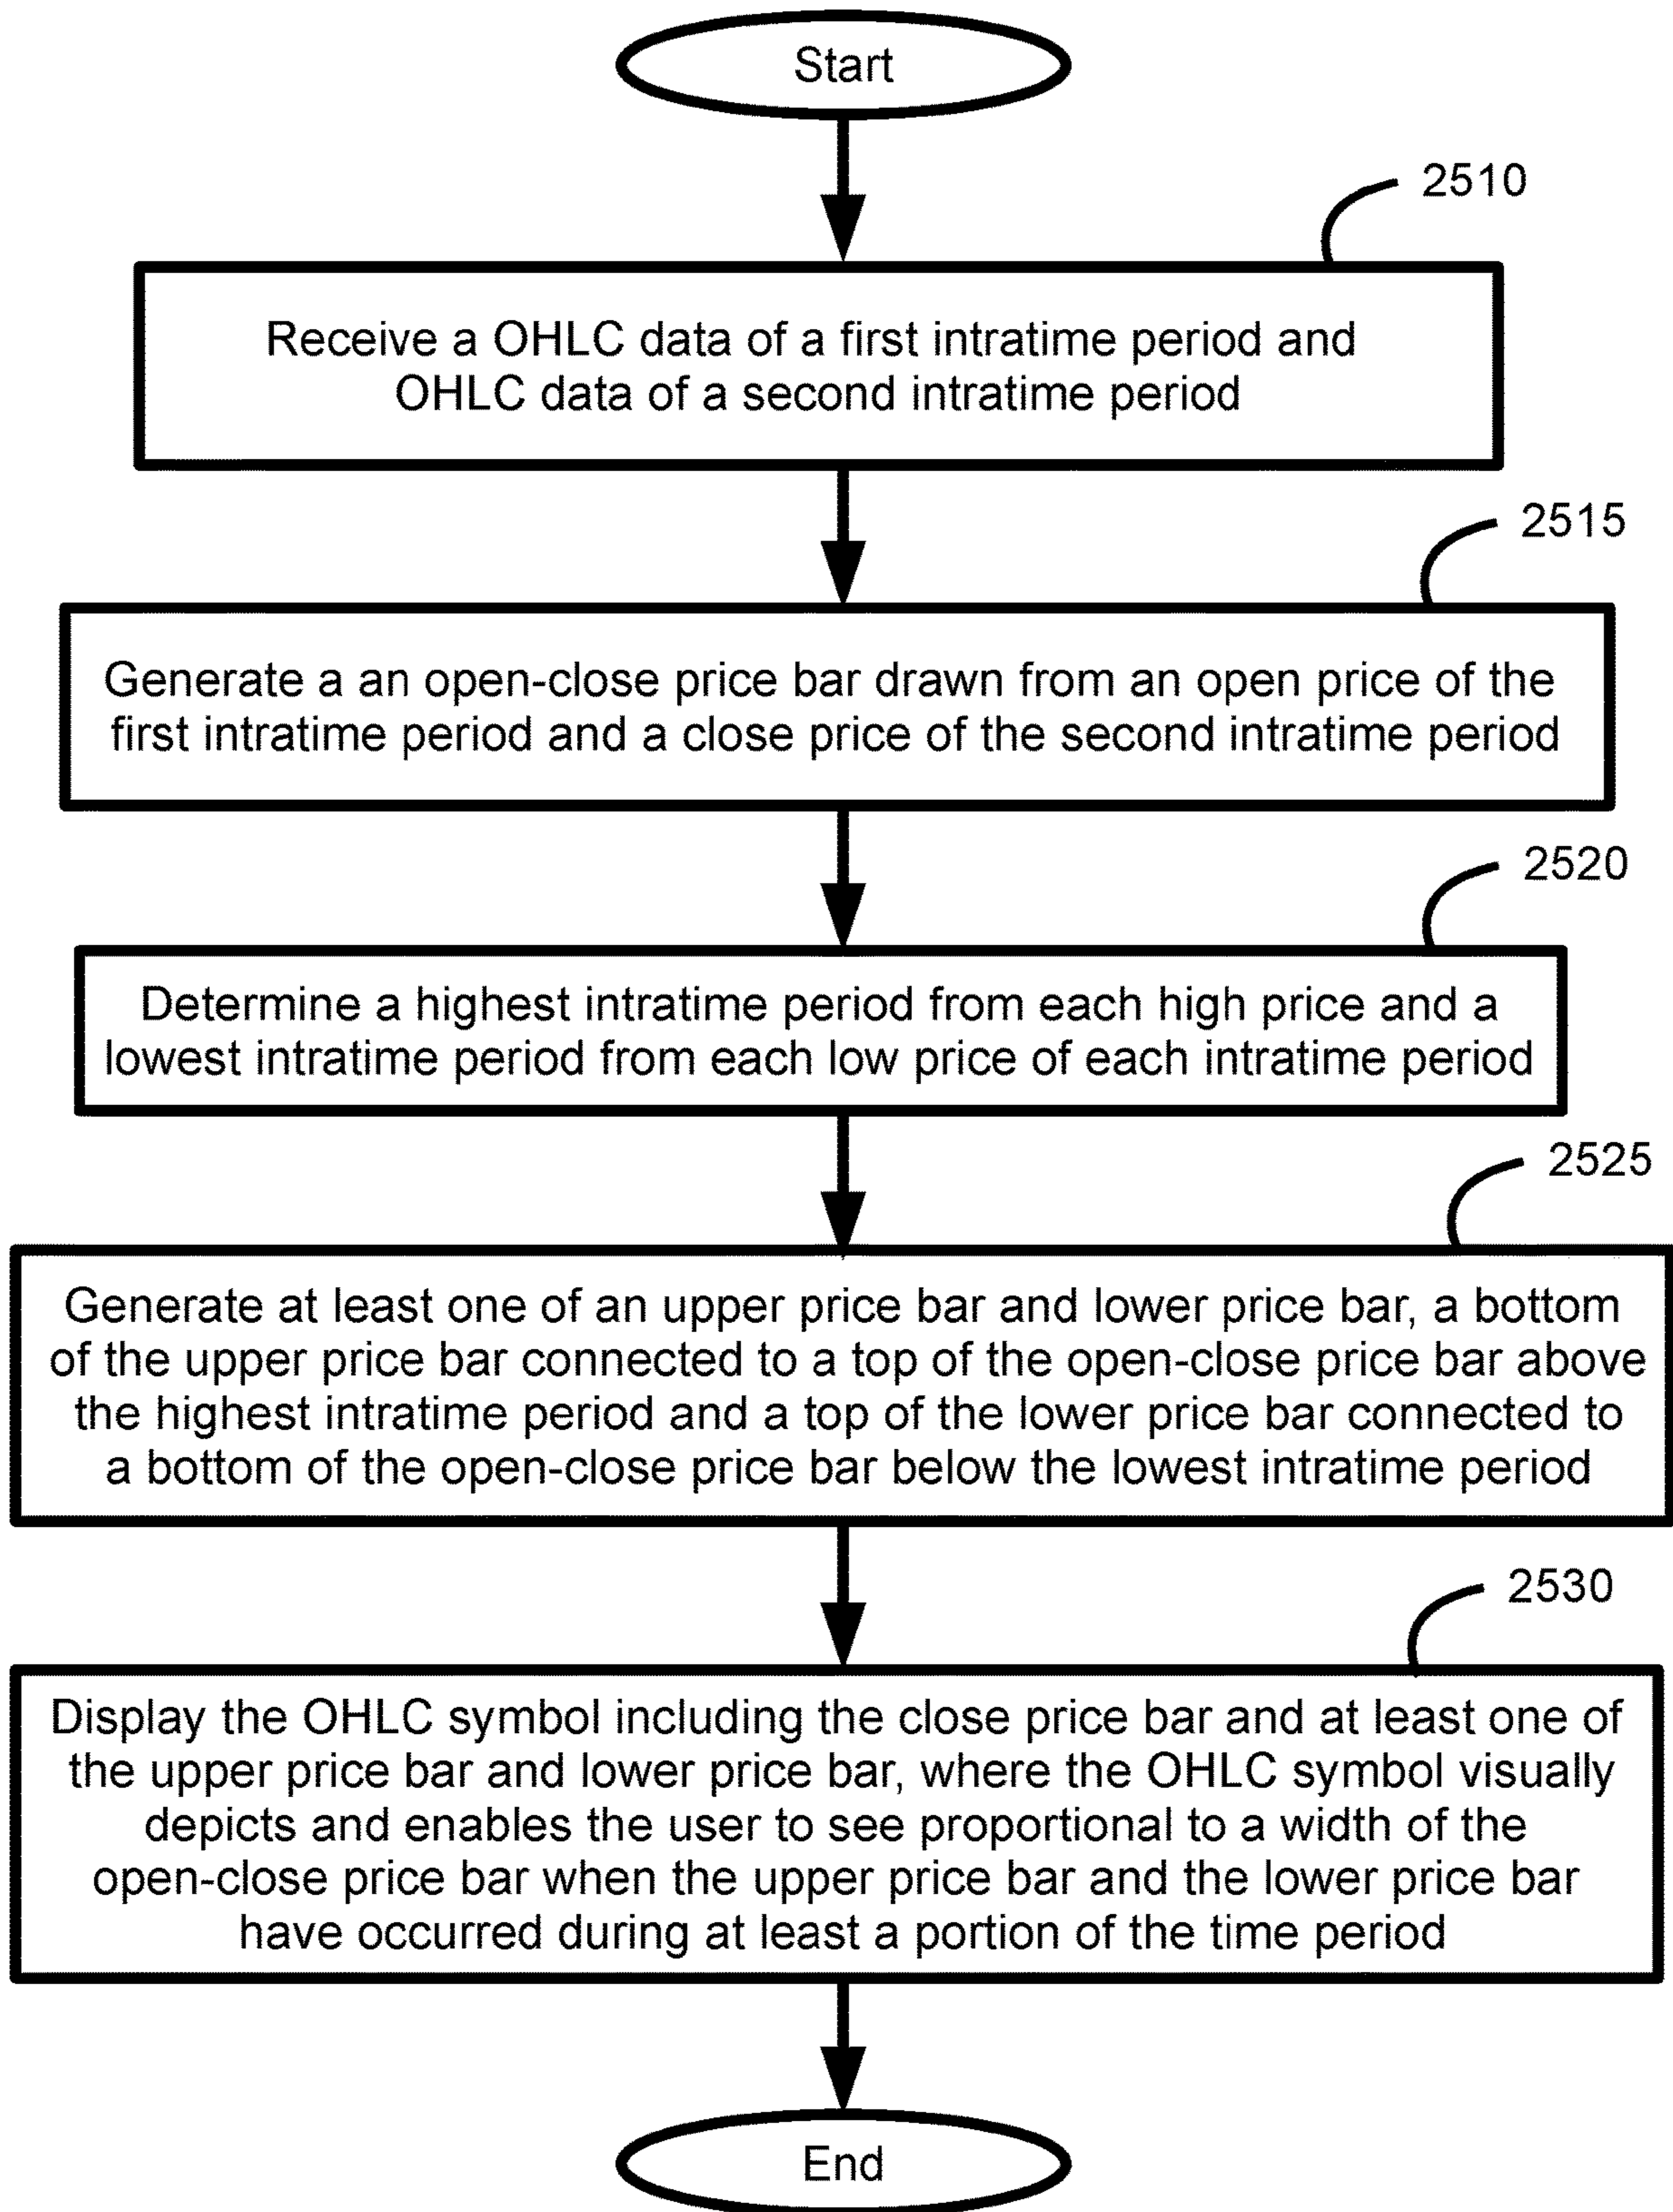 Start
2510
Receive a OHLC data of a first intratime period and
OHLC data of a second intratime period
2515
Generate a an open-close price bar drawn from an open price of the
first intratime period and a close price of the second intratime period
2520
Determine a highest intratime period from each high price and a
lowest intratime period from each low price of each intratime period
2525
Generate at least one of an upper price bar and lower price bar, a bottom
of the upper price bar connected to a top of the open-close price bar above
the highest intratime period and a top of the lower price bar connected to
a bottom of the open-close price bar below the lowest intratime period
2530
Display the OHLC symbol including the close price bar and at least one of
the upper price bar and lower price bar, where the OHLC symbol visually
depicts and enables the user to see proportional to a width of the
open-close price bar when the upper price bar and the lower price bar
have occurred during at least a portion of the time period
End